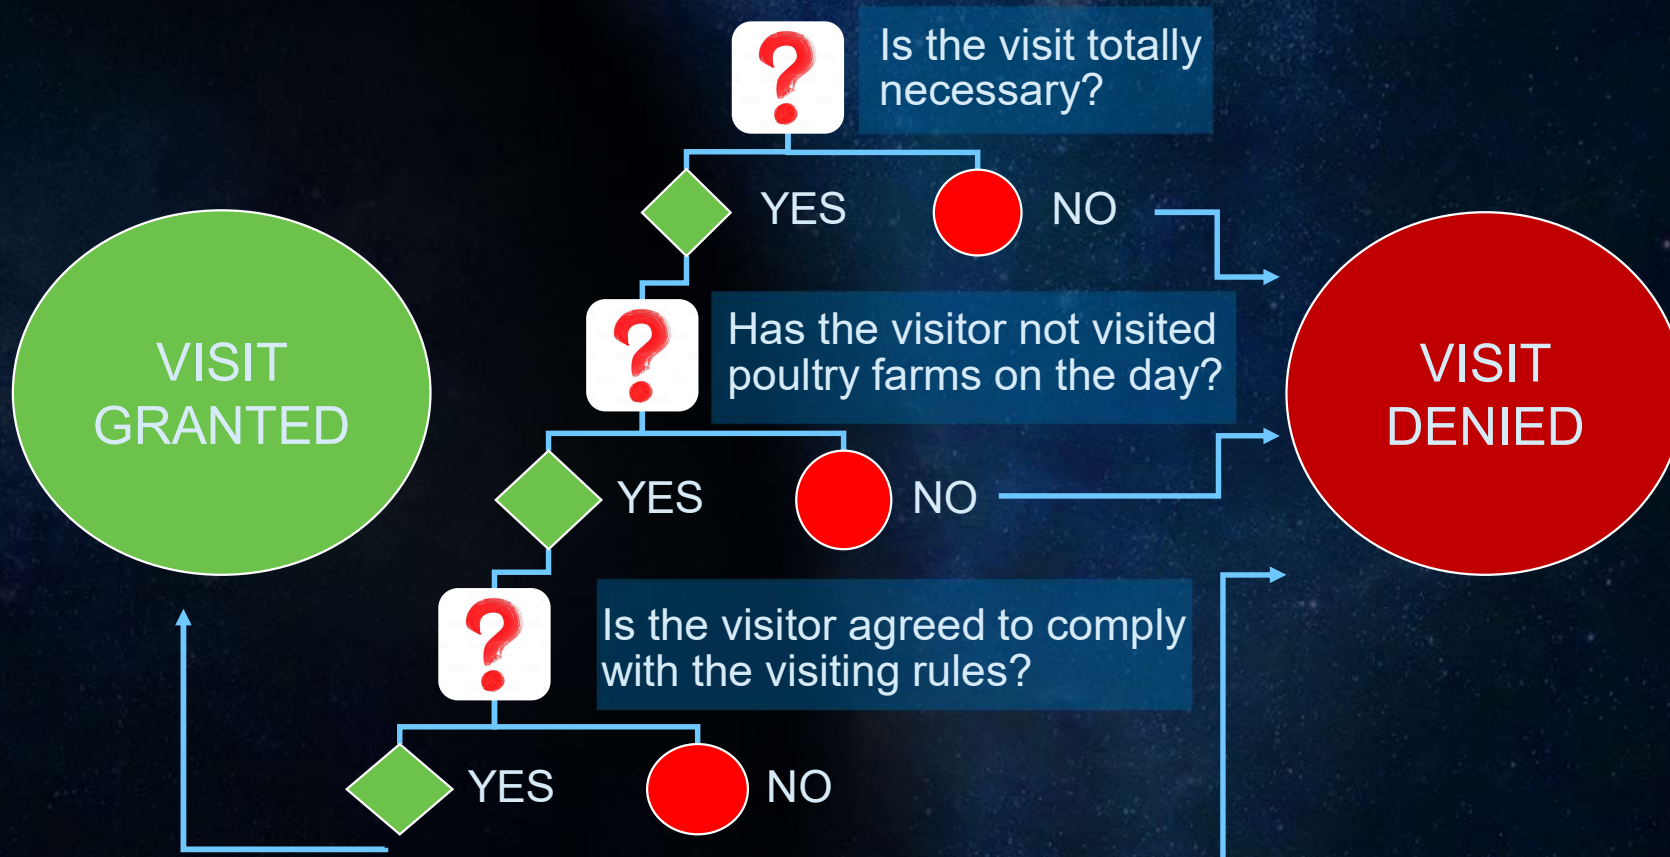 Is the visit totally
necessary?
YES
NO
VISIT
GRANTED
Has the visitor not visited
poultry farms on the day?
VISIT
DENIED
YES
NO
Is the visitor agreed to comply
with the visiting rules?
YES
NO